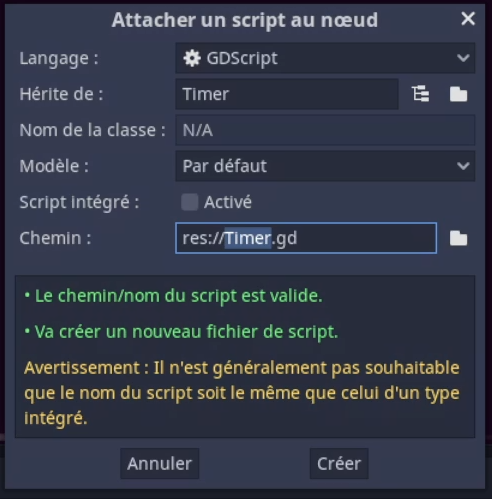 Attacher un script au nœud
Langage :
GDScript
Hérite de :
Timer
Nom de la classe :
N/A
Modèle :
Par défaut
Script intégré :
Activé
Chemin :
res://Timer.gd
• Le chemin/nom du script est valide.
• Va créer un nouveau fichier de script.
Avertissement : Il n'est généralement pas souhaitable
que le nom du script soit le même que celui d'un type
intégré.
Annuler
Créer